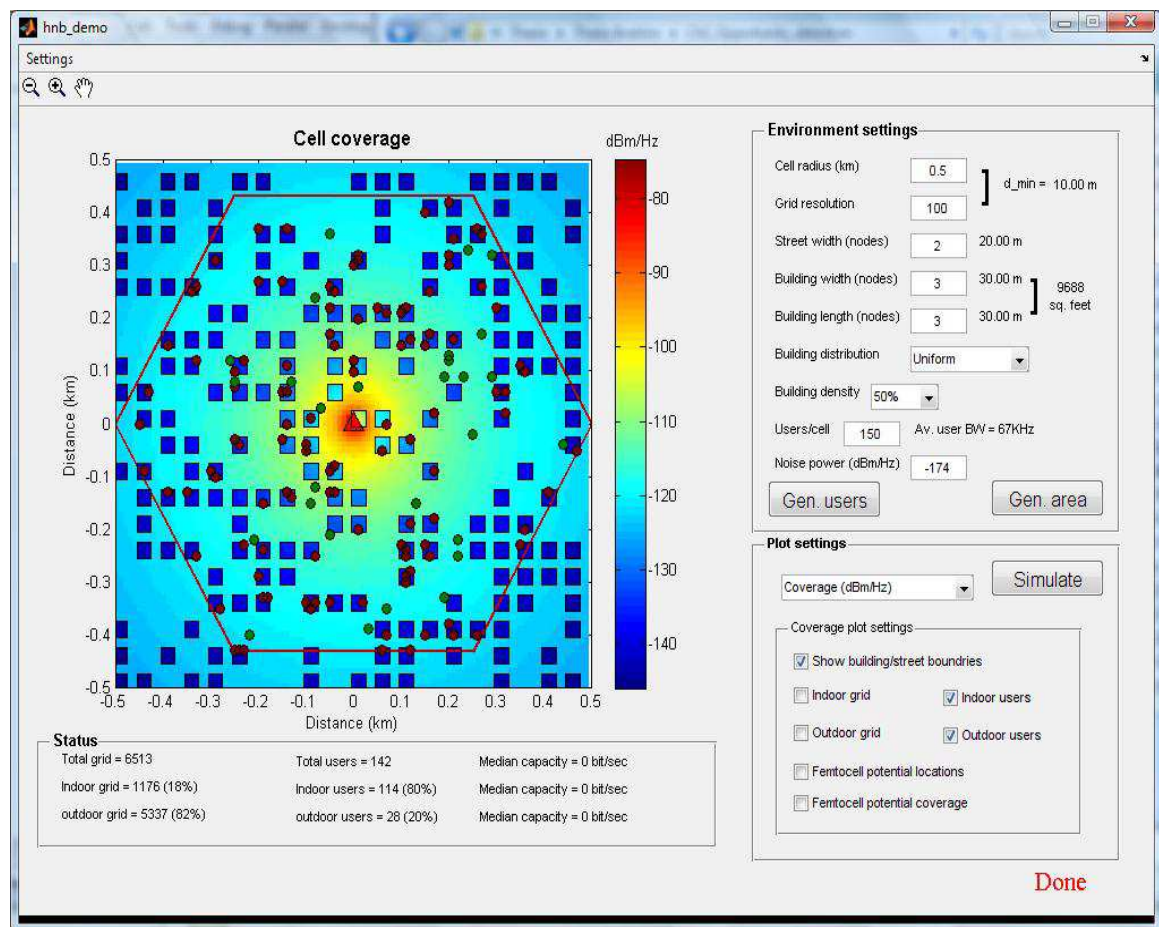 hnb_demo
Settings
Cell coverage
dBm/Hz
0.5
0.4
0.3
0.2
0.1
0
-0.1
-0.2
-0.3
-0.4
-0.5
Distance (km)
-0.5 -0.4 -0.3 -0.2 -0.1 0 0.1 0.2 0.3 0.4 0.5
Distance (km)
-80
-90
-100
-110
-120
-130
-140
Environment settings
Cell radius (km) 0.5
d_min = 10.00 m
Grid resolution 100
Street width (nodes) 2 20.00 m
Building width (nodes) 3 30.00 m
9688
sq. feet
Building length (nodes) 3 30.00 m
Building distribution Uniform
Building density 50%
Users/cell 150 Av. user BW = 67KHz
Noise power (dBm/Hz) -174
Gen. users Gen. area
Plot settings
Coverage (dBm/Hz) Simulate
Coverage plot settings
Show building/street boundries
Indoor grid Indoor users
Outdoor grid Outdoor users
Femtocell potential locations
Femtocell potential coverage
Status
Total grid = 6513 Total users = 142 Median capacity = 0 bit/sec
Indoor grid = 1176 (18%) Indoor users = 114 (80%) Median capacity = 0 bit/sec
outdoor grid = 5337 (82%) outdoor users = 28 (20%) Median capacity = 0 bit/sec
Done